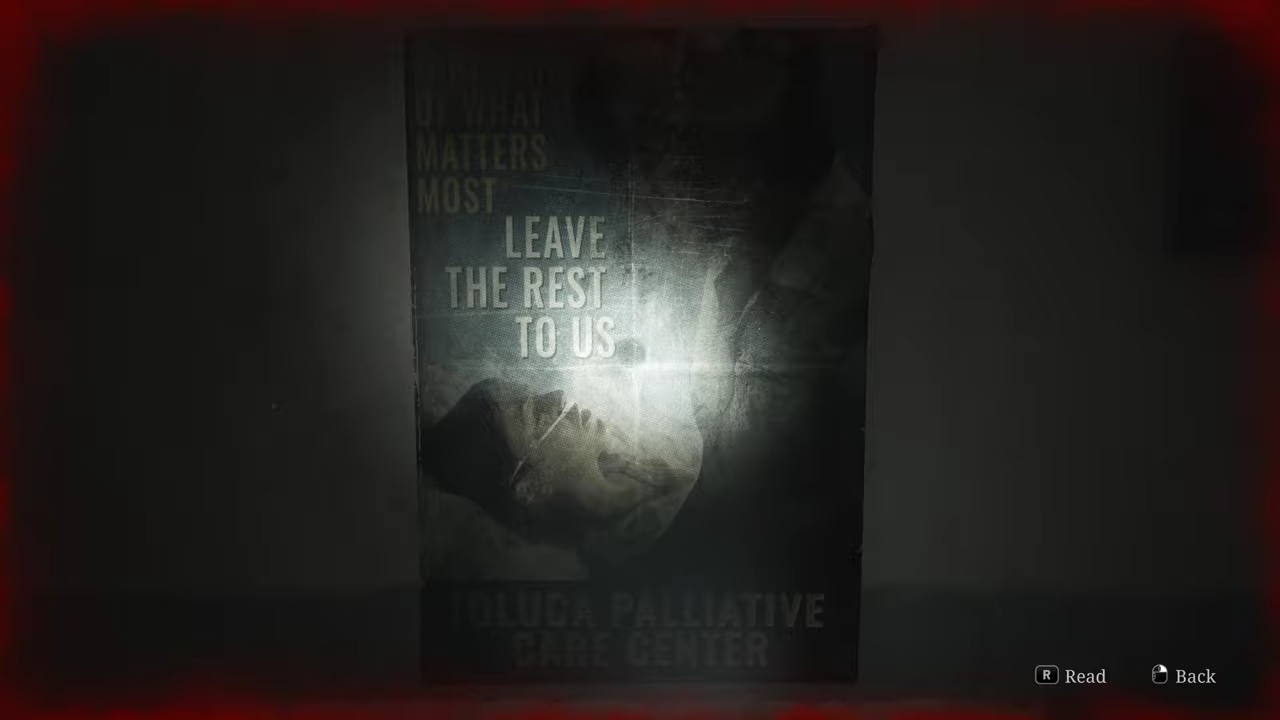 OF WHAT
MATTERS
MOST
LEAVE
THE REST
TO US
TOLUCA PALLIATIVE
CARE CENTER
R Read
Back